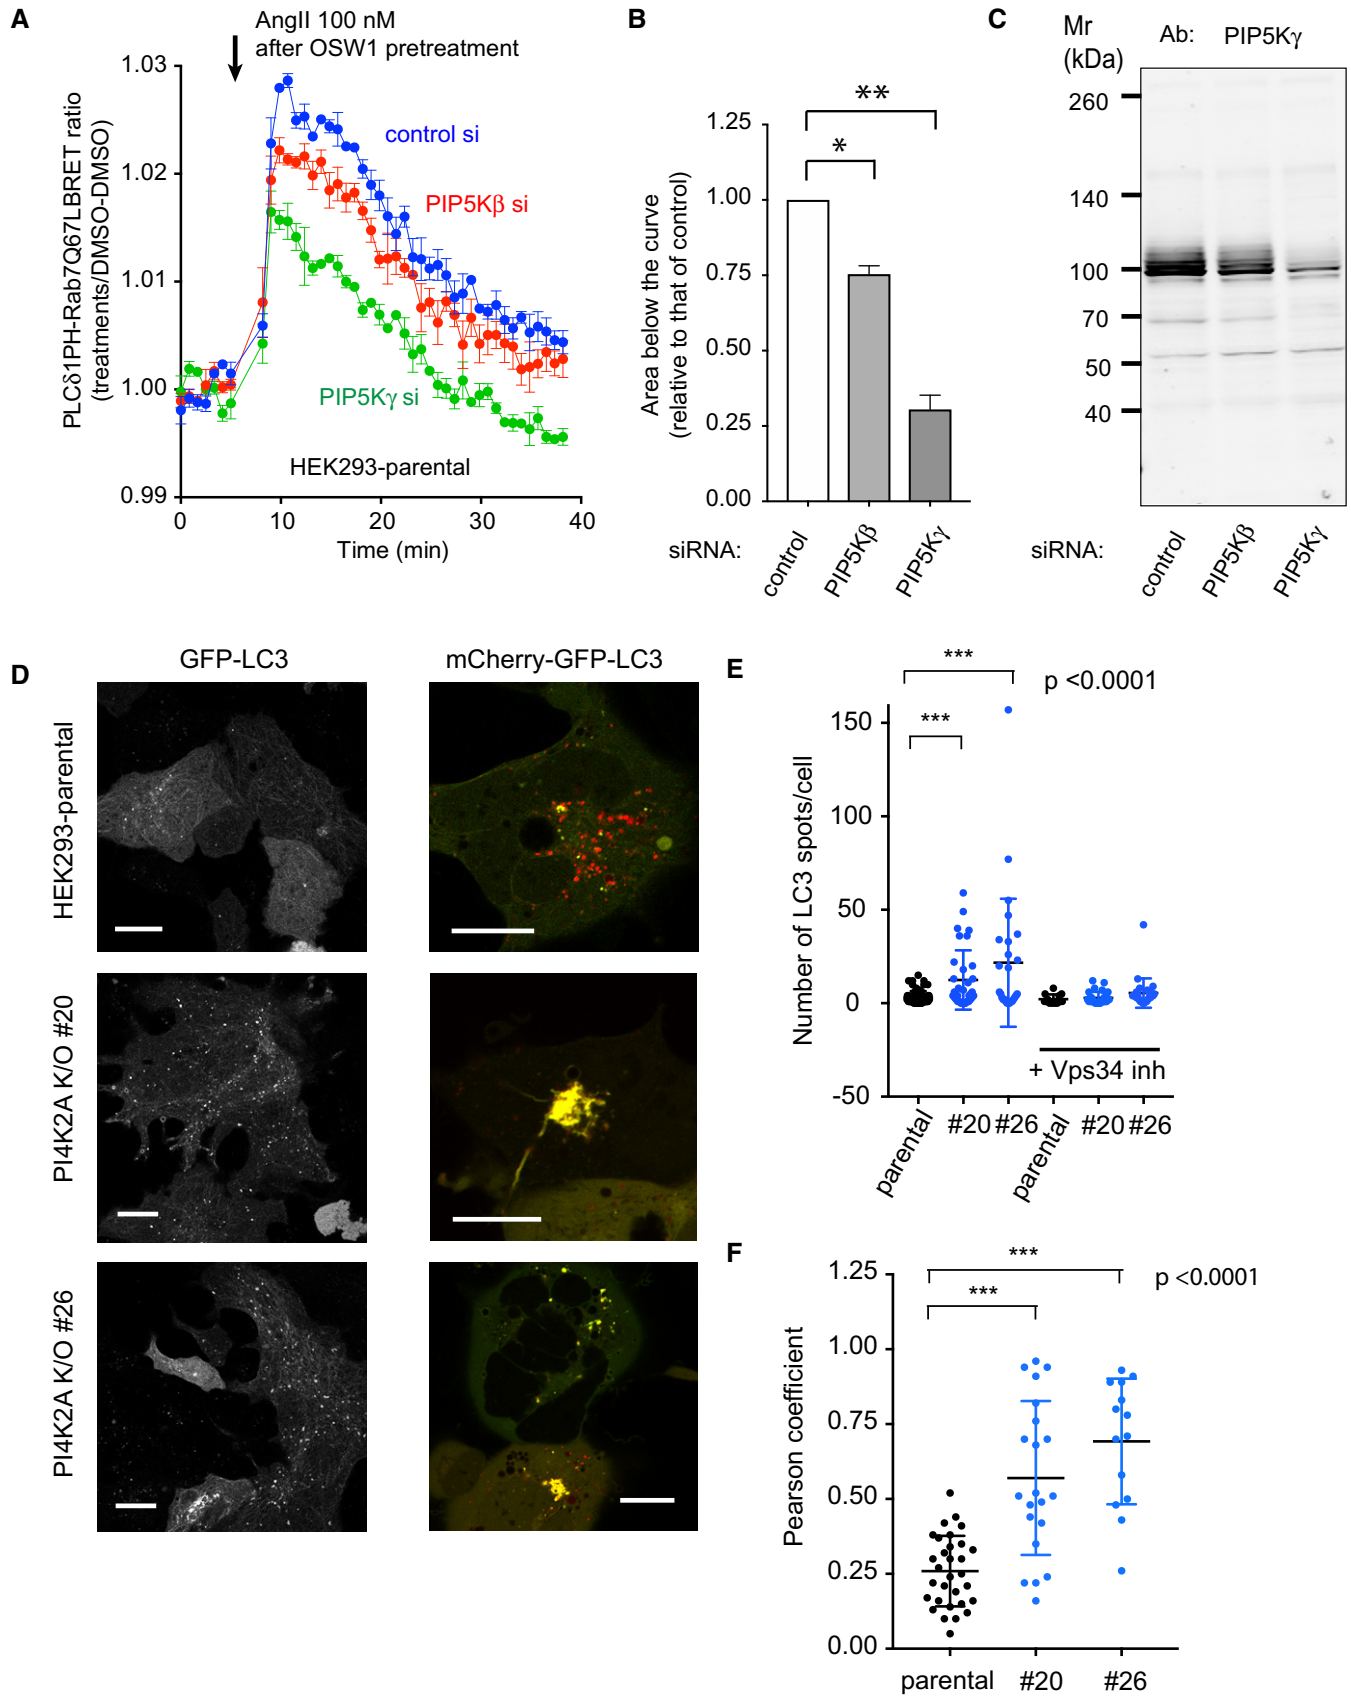 A
AngII 100 nM
after OSW1 pretreatment
PLCδ1PH-Rab7Q67LBRET ratio
(treatments/DMSO-DMSO)
1.03
1.02
1.01
1.00
0.99
control si
PIP5Kβ si
PIP5Kγ si
HEK293-parental
0 10 20 30 40
Time (min)
B
Area below the curve
(relative to that of control)
1.25
1.00
0.75
0.50
0.25
0.00
**
*
siRNA:
control
PIP5Kβ
PIP5Kγ
C
Mr
(kDa)
Ab: PIP5Kγ
260
140
100
70
50
40
siRNA:
control
PIP5Kβ
PIP5Kγ
D
GFP-LC3
mCherry-GFP-LC3
HEK293-parental
PI4K2A K/O #20
PI4K2A K/O #26
E
***
p <0.0001
***
Number of LC3 spots/cell
150
100
50
0
-50
+ Vps34 inh
parental
#20
#26
parental
#20
#26
F
***
p <0.0001
***
Pearson coefficient
1.25
1.00
0.75
0.50
0.25
0.00
parental
#20
#26